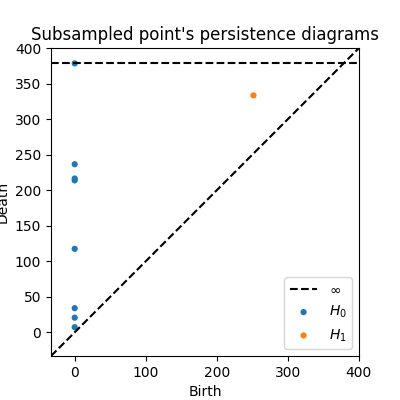 Subsampled point's persistence diagrams
400
350
300
250
200
150
100
50
0
Death
0 100 200 300 400
Birth
∞
H₀
H₁